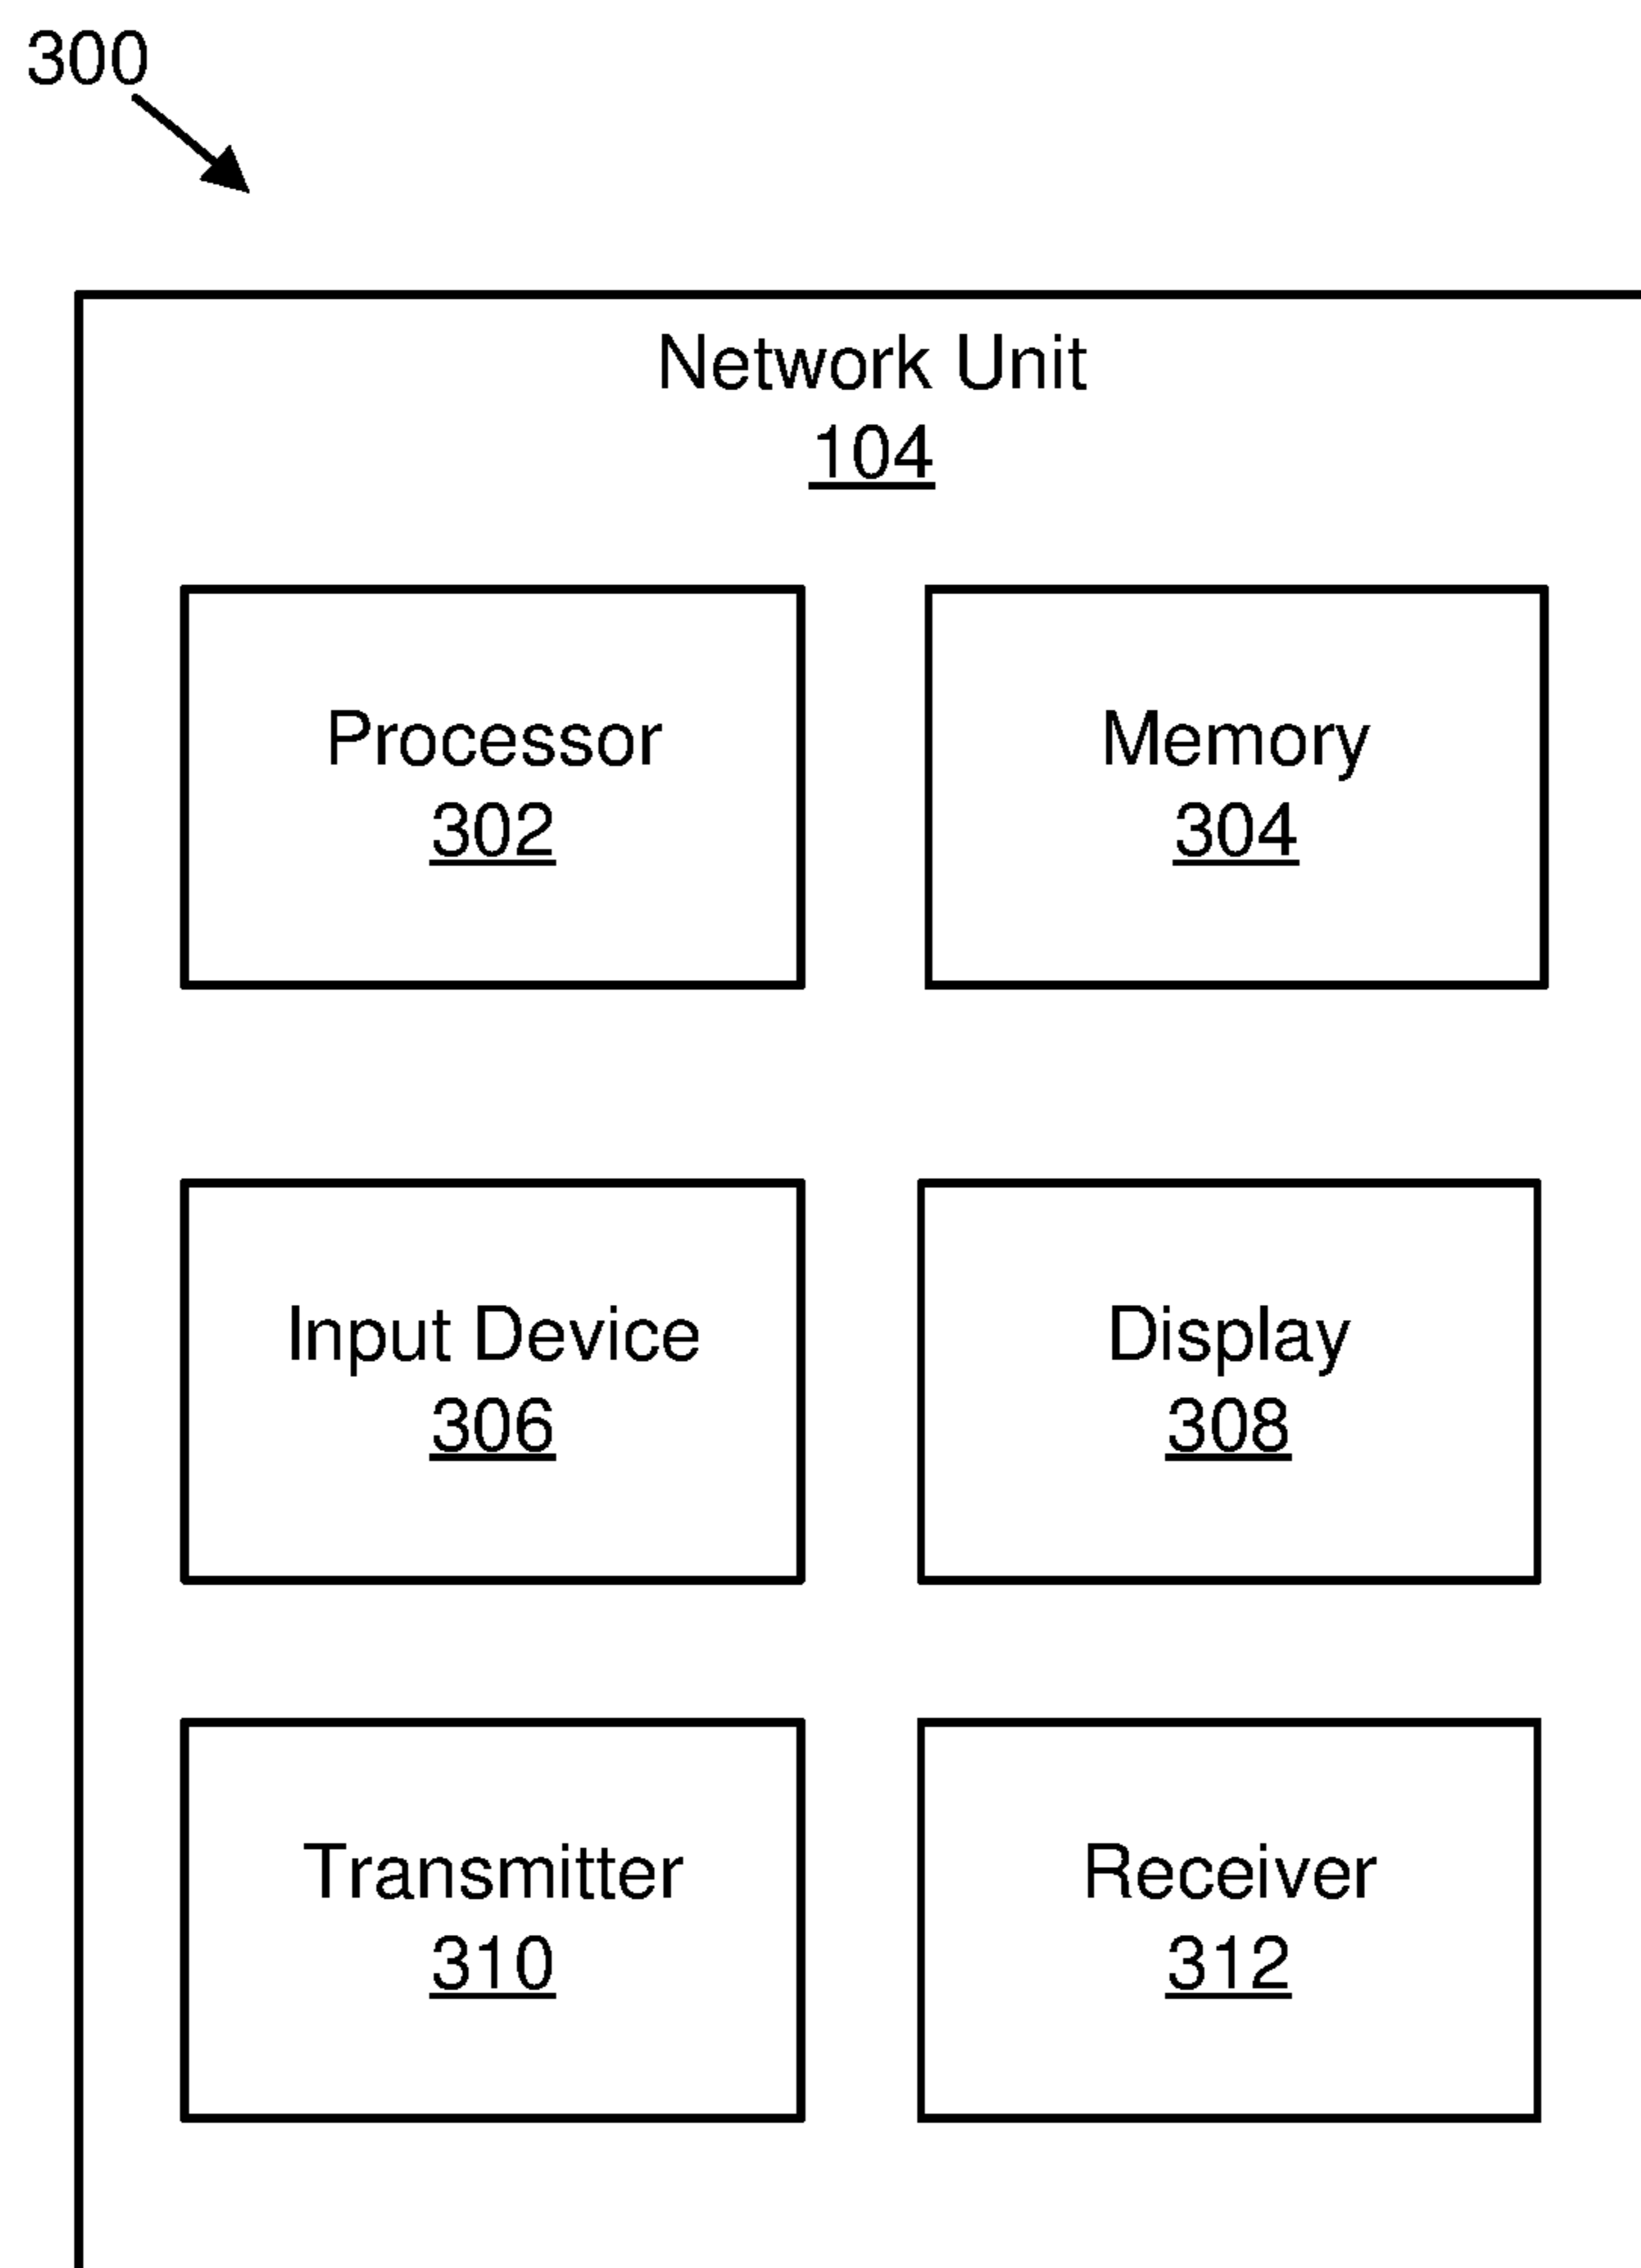 300
Network Unit
104
Processor
302
Memory
304
Input Device
306
Display
308
Transmitter
310
Receiver
312